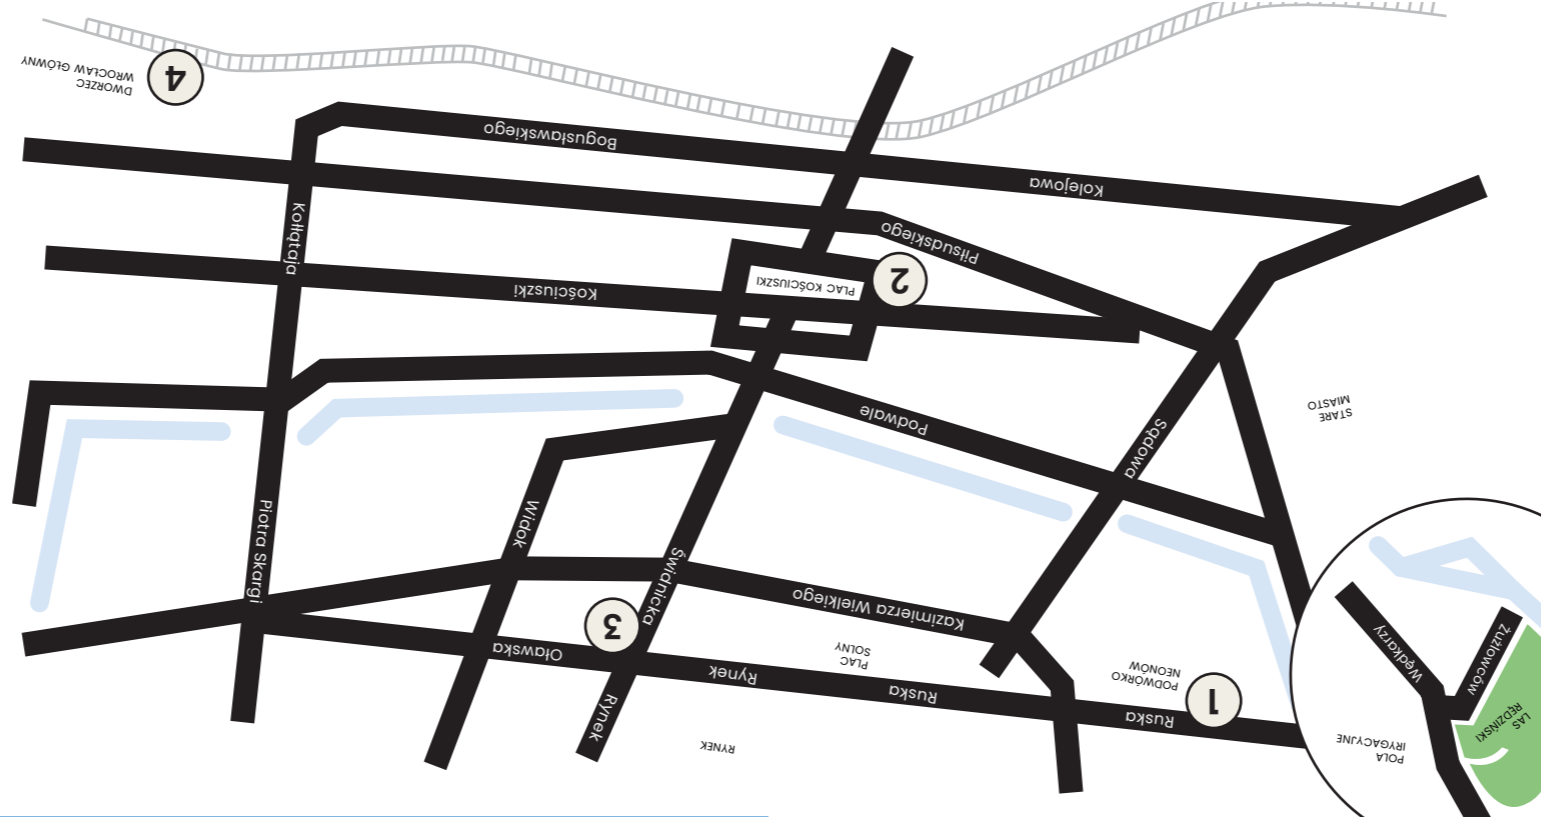 POLA
IRYGACYJNE
LAS
RĘDZIŃSKI
Wędkarzy
Żużlowców
RYNEK
Ruska
1
PODWÓRKO
NEONÓW
Ruska
Rynek
Rynek
PLAC
SOLNY
Oławska
3
Kazimierza Wielkiego
Świdnicka
Widok
Piotra Skargi
Sądowa
Podwale
STARE
MIASTO
Kościuszki
PLAC KOŚCIUSZKI
2
Piłsudskiego
Kołłątaja
Kolejowa
Bogusławskiego
4
DWORZEC
WROCŁAW GŁÓWNY